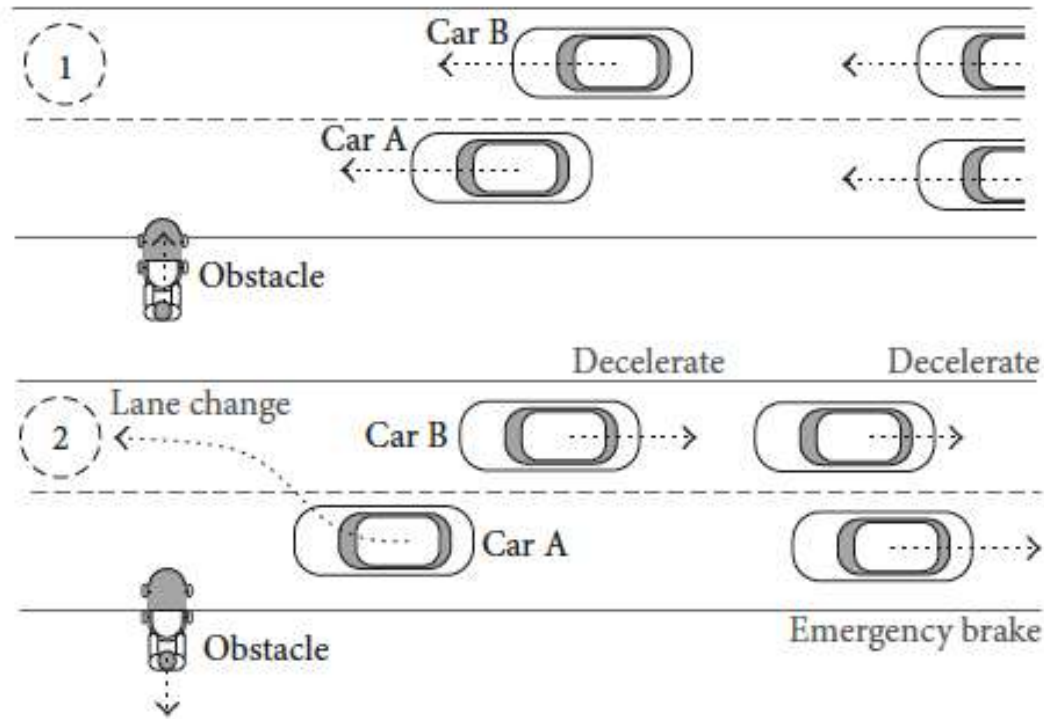 Car B
1
Car A
Obstacle
Decelerate Decelerate
Lane change
2
Car B
Car A
Obstacle
Emergency brake